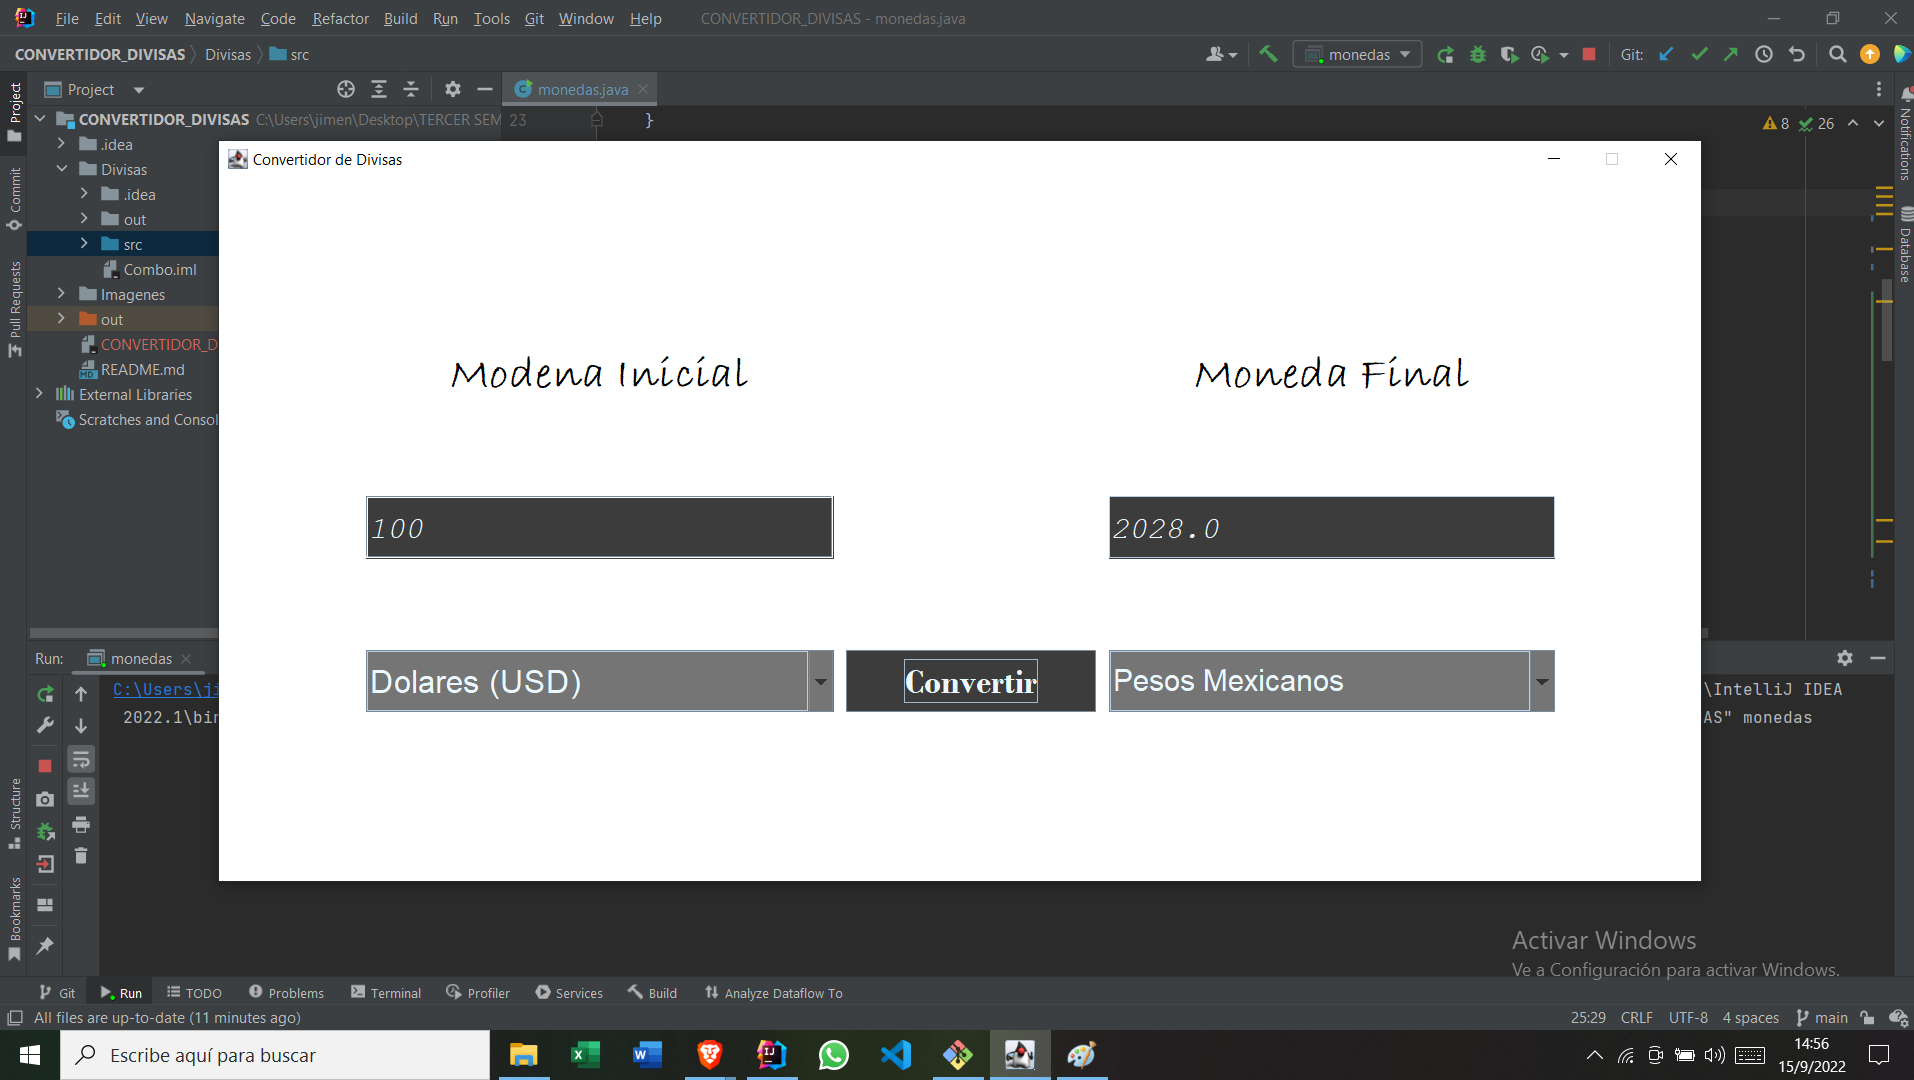 File Edit View Navigate Code Refactor Build Run Tools Git Window Help CONVERTIDOR_DIVISAS - monedas.java
CONVERTIDOR_DIVISAS Divisas src monedas Git:
Project monedas.java
CONVERTIDOR_DIVISAS C:\Users\jimen\Desktop\TERCER SEM 23 } 8 26
.idea
Divisas
.idea
out
src
Combo.iml
Imagenes
out
CONVERTIDOR_D
README.md
External Libraries
Scratches and Consol
Project
Commit
Pull Requests
Structure
Bookmarks
Notifications
Database
Convertidor de Divisas
Modena Inicial Moneda Final
100 2028.0
Dolares (USD) Convertir Pesos Mexicanos
Run: monedas
C:\Users\ji \IntelliJ IDEA
2022.1\bin AS" monedas
Activar Windows
Ve a Configuración para activar Windows.
Git Run TODO Problems Terminal Profiler Services Build Analyze Dataflow To
All files are up-to-date (11 minutes ago) 25:29 CRLF UTF-8 4 spaces main
Escribe aquí para buscar
14:56
15/9/2022